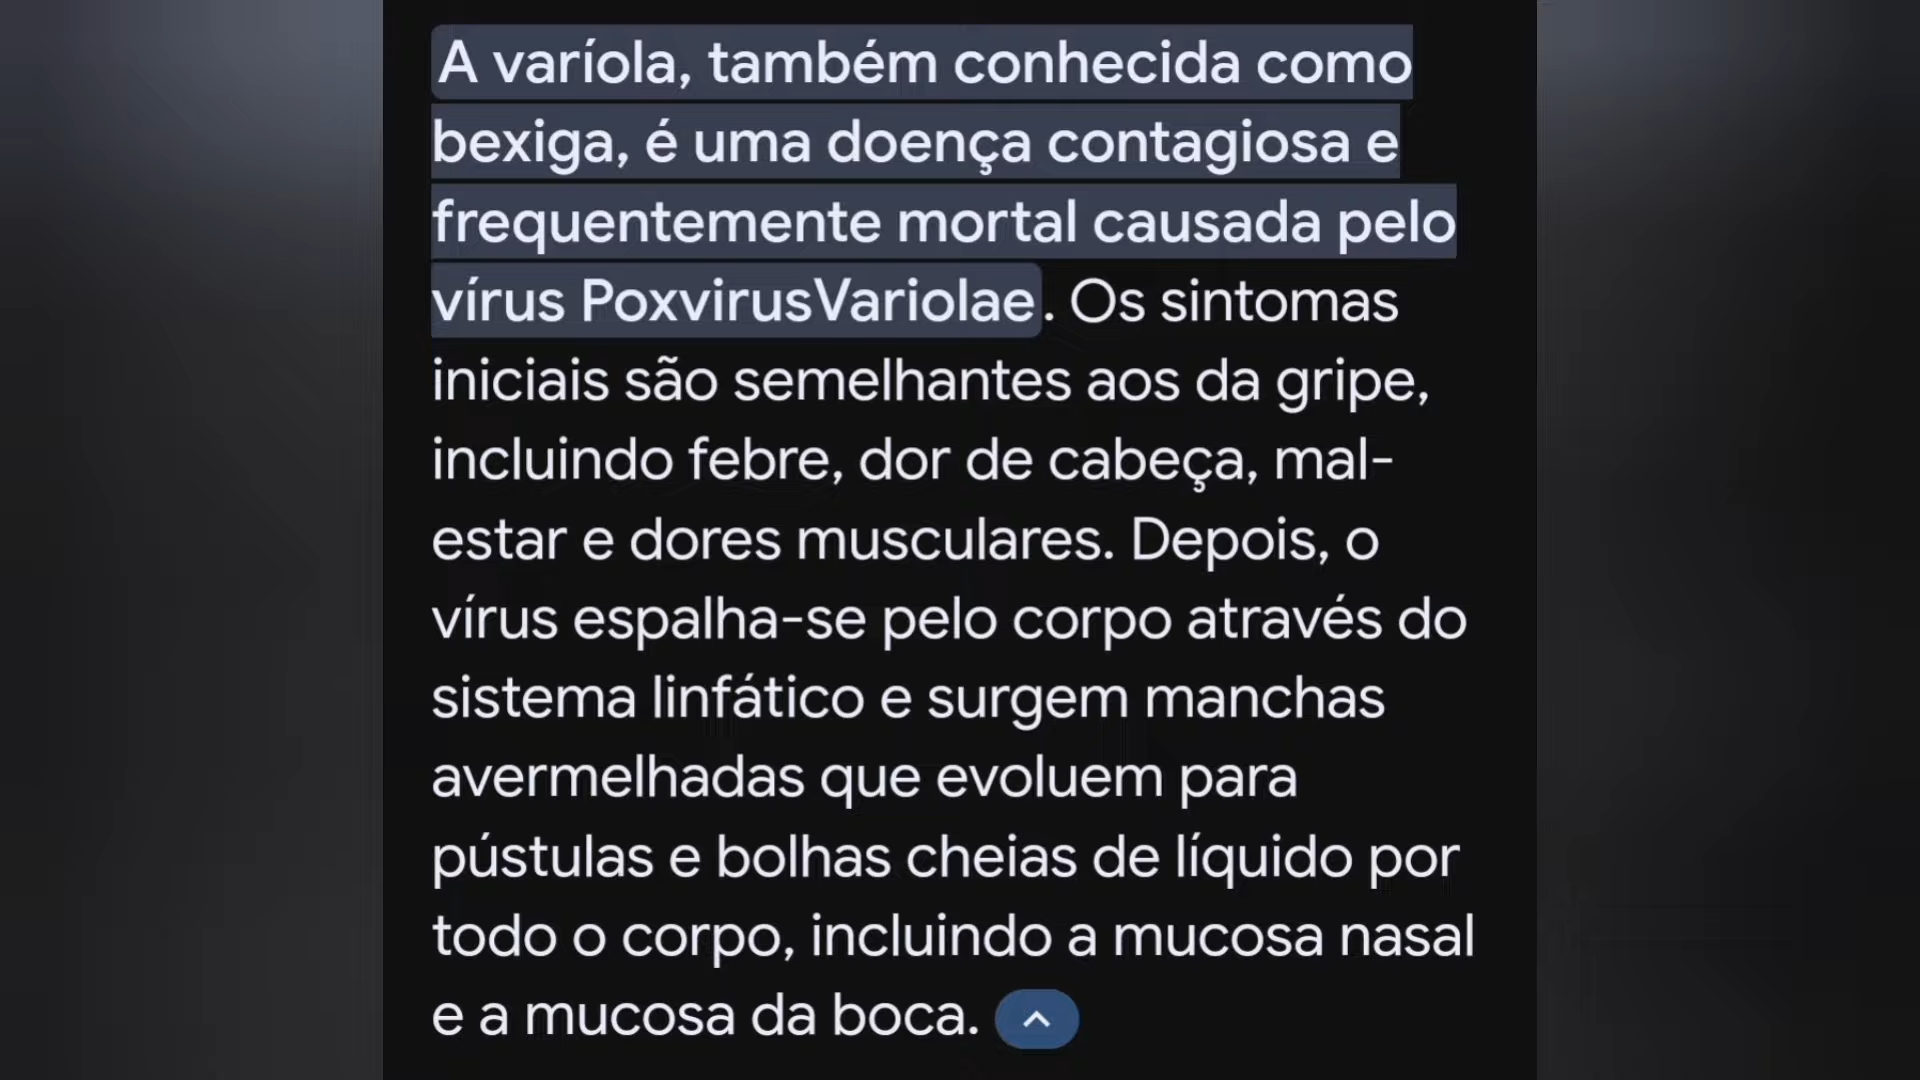 A varíola, também conhecida como
bexiga, é uma doença contagiosa e
frequentemente mortal causada pelo
vírus PoxvirusVariolae. Os sintomas
iniciais são semelhantes aos da gripe,
incluindo febre, dor de cabeça, mal-
estar e dores musculares. Depois, o
vírus espalha-se pelo corpo através do
sistema linfático e surgem manchas
avermelhadas que evoluem para
pústulas e bolhas cheias de líquido por
todo o corpo, incluindo a mucosa nasal
e a mucosa da boca.